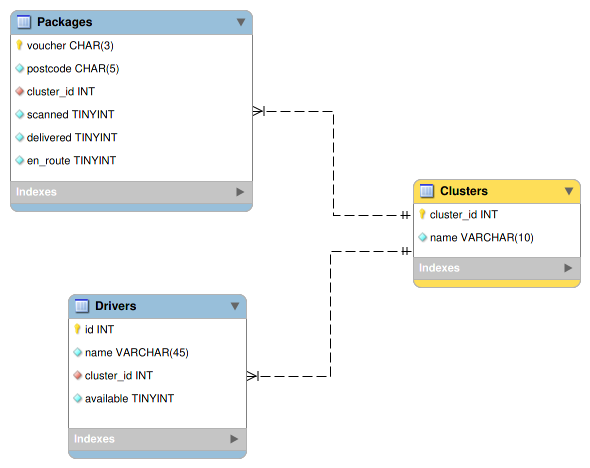 Packages
voucher CHAR(3)
postcode CHAR(5)
cluster_id INT
scanned TINYINT
delivered TINYINT
en_route TINYINT
Indexes
Clusters
cluster_id INT
name VARCHAR(10)
Indexes
Drivers
id INT
name VARCHAR(45)
cluster_id INT
available TINYINT
Indexes